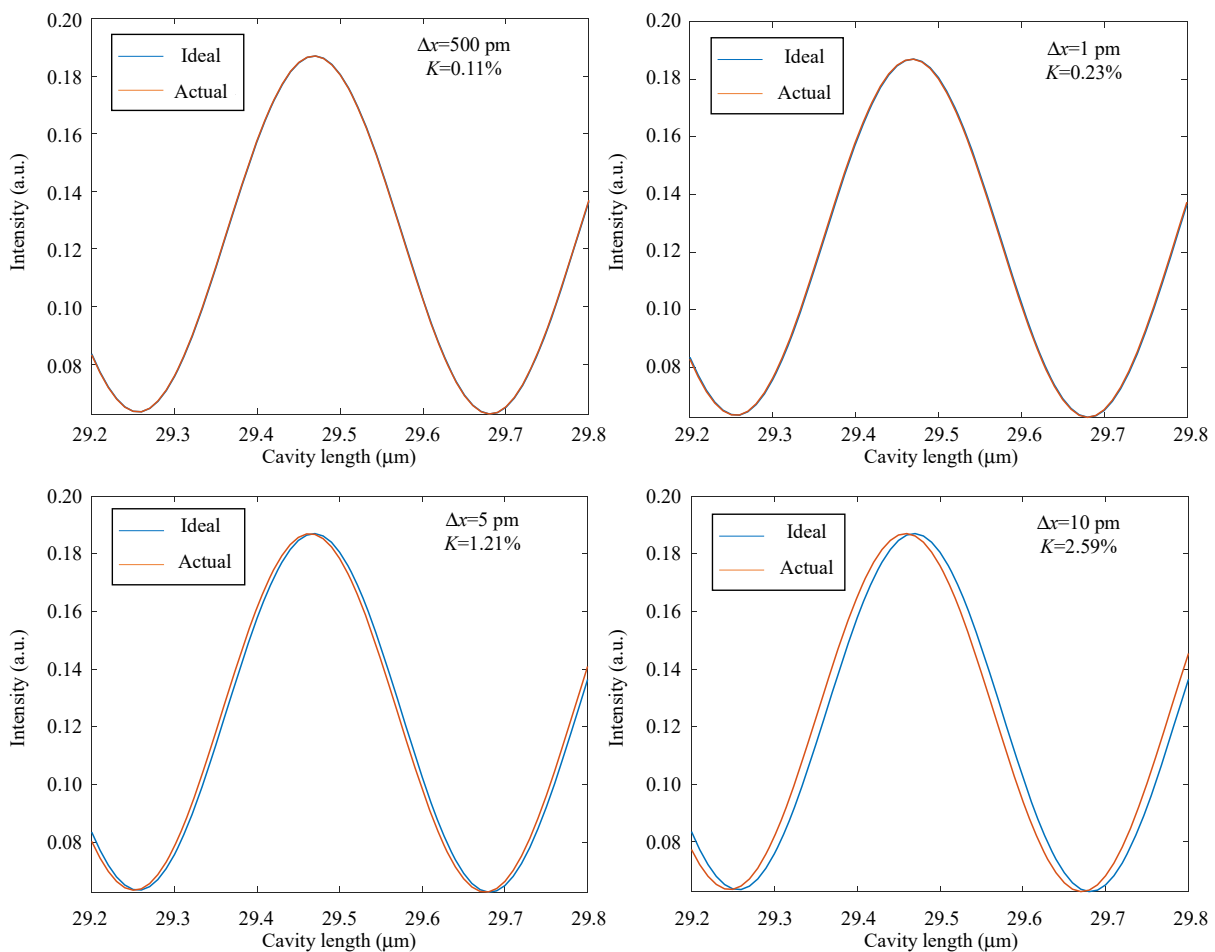 0.20
0.18
0.16
0.14
0.12
0.10
0.08
Intensity (a.u.)
Ideal
Actual
Δx=500 pm
K=0.11%
29.2 29.3 29.4 29.5 29.6 29.7 29.8
Cavity length (μm)
0.20
0.18
0.16
0.14
0.12
0.10
0.08
Intensity (a.u.)
Ideal
Actual
Δx=1 pm
K=0.23%
29.2 29.3 29.4 29.5 29.6 29.7 29.8
Cavity length (μm)
0.20
0.18
0.16
0.14
0.12
0.10
0.08
Intensity (a.u.)
Ideal
Actual
Δx=5 pm
K=1.21%
29.2 29.3 29.4 29.5 29.6 29.7 29.8
Cavity length (μm)
0.20
0.18
0.16
0.14
0.12
0.10
0.08
Intensity (a.u.)
Ideal
Actual
Δx=10 pm
K=2.59%
29.2 29.3 29.4 29.5 29.6 29.7 29.8
Cavity length (μm)